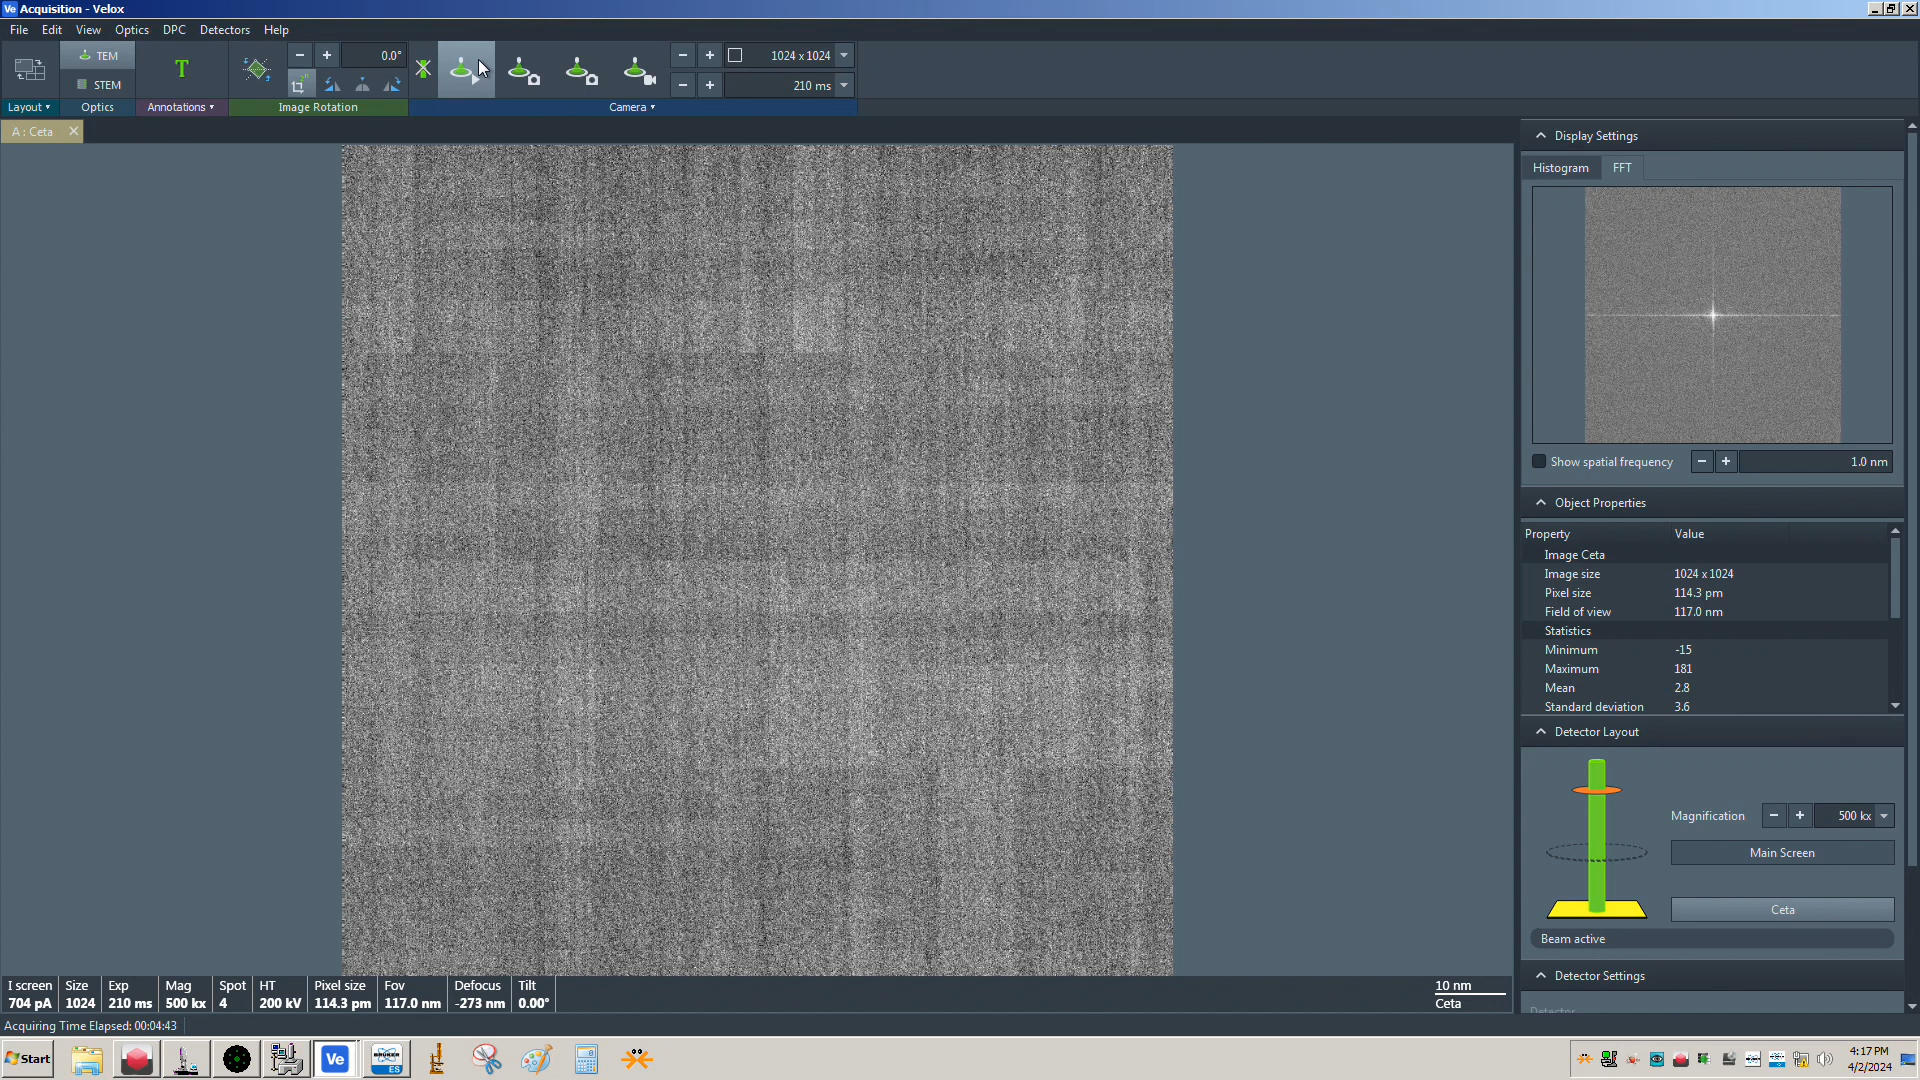 Ve Acquisition - Velox
File Edit View Optics DPC Detectors Help
TEM
STEM
T
0.0°
1024 x 1024
210 ms
Layout Optics Annotations Image Rotation Camera
A : Ceta
Display Settings
Histogram FFT
Show spatial frequency 1.0 nm
Object Properties
Property Value
Image Ceta
Image size 1024 x 1024
Pixel size 114.3 pm
Field of view 117.0 nm
Statistics
Minimum -15
Maximum 181
Mean 2.8
Standard deviation 3.6
Detector Layout
Magnification 500 kx
Main Screen
Ceta
Beam active
Detector Settings
I screen Size Exp Mag Spot HT Pixel size Fov Defocus Tilt
704 pA 1024 210 ms 500 kx 4 200 kV 114.3 pm 117.0 nm -273 nm 0.00°
10 nm
Ceta
Acquiring Time Elapsed: 00:04:43
Start Ve BRUKER ES
4:17 PM
4/2/2024